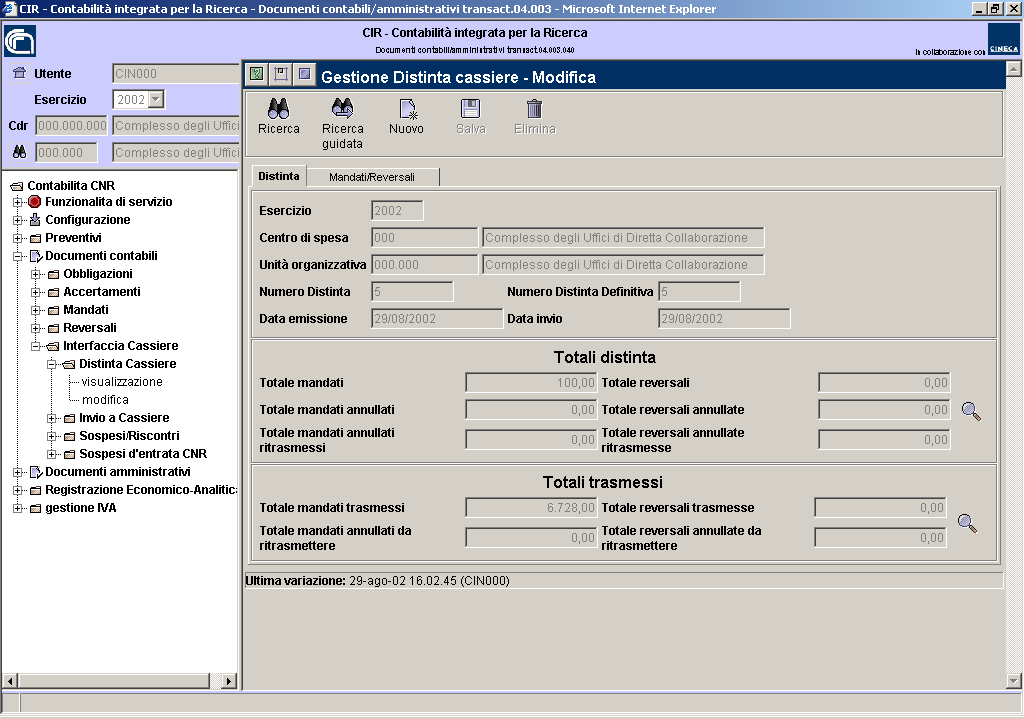 CIR - Contabilità integrata per la Ricerca - Documenti contabili/amministrativi transact.04.003 - Microsoft Internet Explorer
CIR - Contabilità integrata per la Ricerca
Documenti contabili/amministrativi transact.04.003.040
In collaborazione con
CINECA
Utente CIN000
Esercizio 2002
Cdr 000.000.000 Complesso degli Uffici
000.000 Complesso degli Uffici
Contabilita CNR
Funzionalita di servizio
Configurazione
Preventivi
Documenti contabili
Obbligazioni
Accertamenti
Mandati
Reversali
Interfaccia Cassiere
Distinta Cassiere
visualizzazione
modifica
Invio a Cassiere
Sospesi/Riscontri
Sospesi d'entrata CNR
Documenti amministrativi
Registrazione Economico-Analitica
gestione IVA
Gestione Distinta cassiere - Modifica
Ricerca Ricerca guidata Nuovo Salva Elimina
Distinta Mandati/Reversali
Esercizio 2002
Centro di spesa 000 Complesso degli Uffici di Diretta Collaborazione
Unità organizzativa 000.000 Complesso degli Uffici di Diretta Collaborazione
Numero Distinta 5 Numero Distinta Definitiva 5
Data emissione 29/08/2002 Data invio 29/08/2002
Totali distinta
Totale mandati 100,00 Totale reversali 0,00
Totale mandati annullati 0,00 Totale reversali annullate 0,00
Totale mandati annullati ritrasmessi 0,00 Totale reversali annullate ritrasmesse 0,00
Totali trasmessi
Totale mandati trasmessi 6.728,00 Totale reversali trasmesse 0,00
Totale mandati annullati da ritrasmettere 0,00 Totale reversali annullate da ritrasmettere 0,00
Ultima variazione: 29-ago-02 16.02.45 (CIN000)